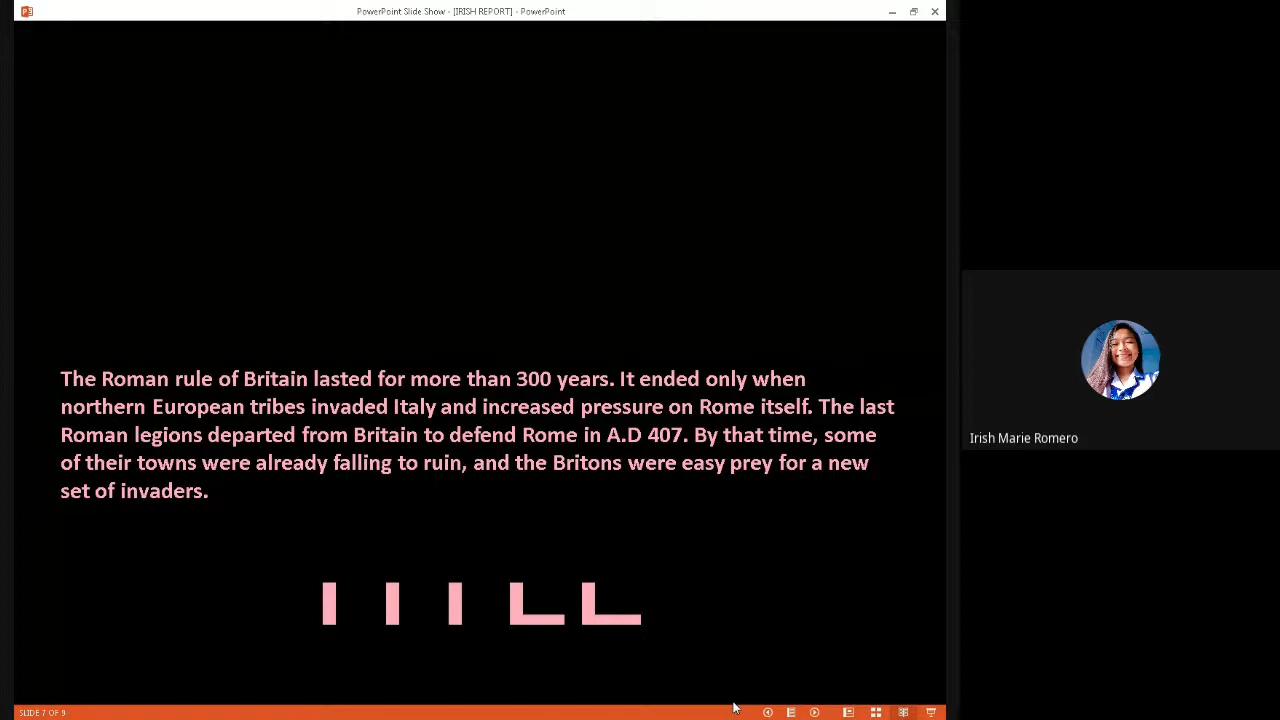 PowerPoint Slide Show - [IRISH REPORT] - PowerPoint
The Roman rule of Britain lasted for more than 300 years. It ended only when
northern European tribes invaded Italy and increased pressure on Rome itself. The last
Roman legions departed from Britain to defend Rome in A.D 407. By that time, some
of their towns were already falling to ruin, and the Britons were easy prey for a new
set of invaders.
Irish Marie Romero
SLIDE 7 OF 9